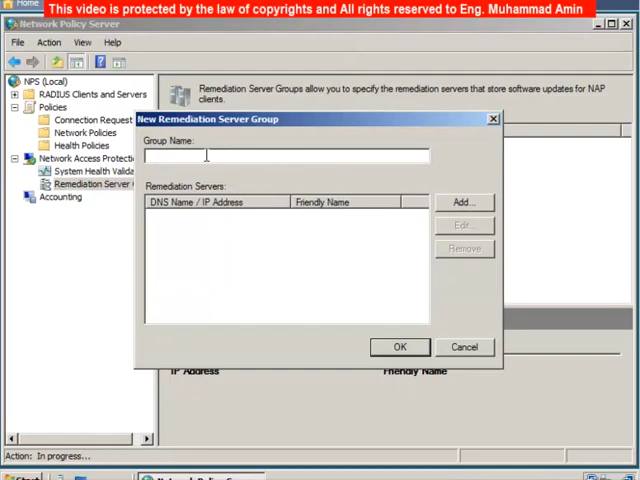 Home
This video is protected by the law of copyrights and All rights reserved to Eng. Muhammad Amin
Network Policy Server
File Action View Help
NPS (Local)
RADIUS Clients and Servers
Policies
Connection Request
Network Policies
Health Policies
Network Access Protectio
System Health Valida
Remediation Server
Accounting
Remediation Server Groups allow you to specify the remediation servers that store software updates for NAP
clients.
New Remediation Server Group
Group Name:
Remediation Servers:
DNS Name / IP Address Friendly Name
Add...
Edit...
Remove
OK Cancel
IP Address Friendly Name
Action: In progress...
Start
Network Policy Server